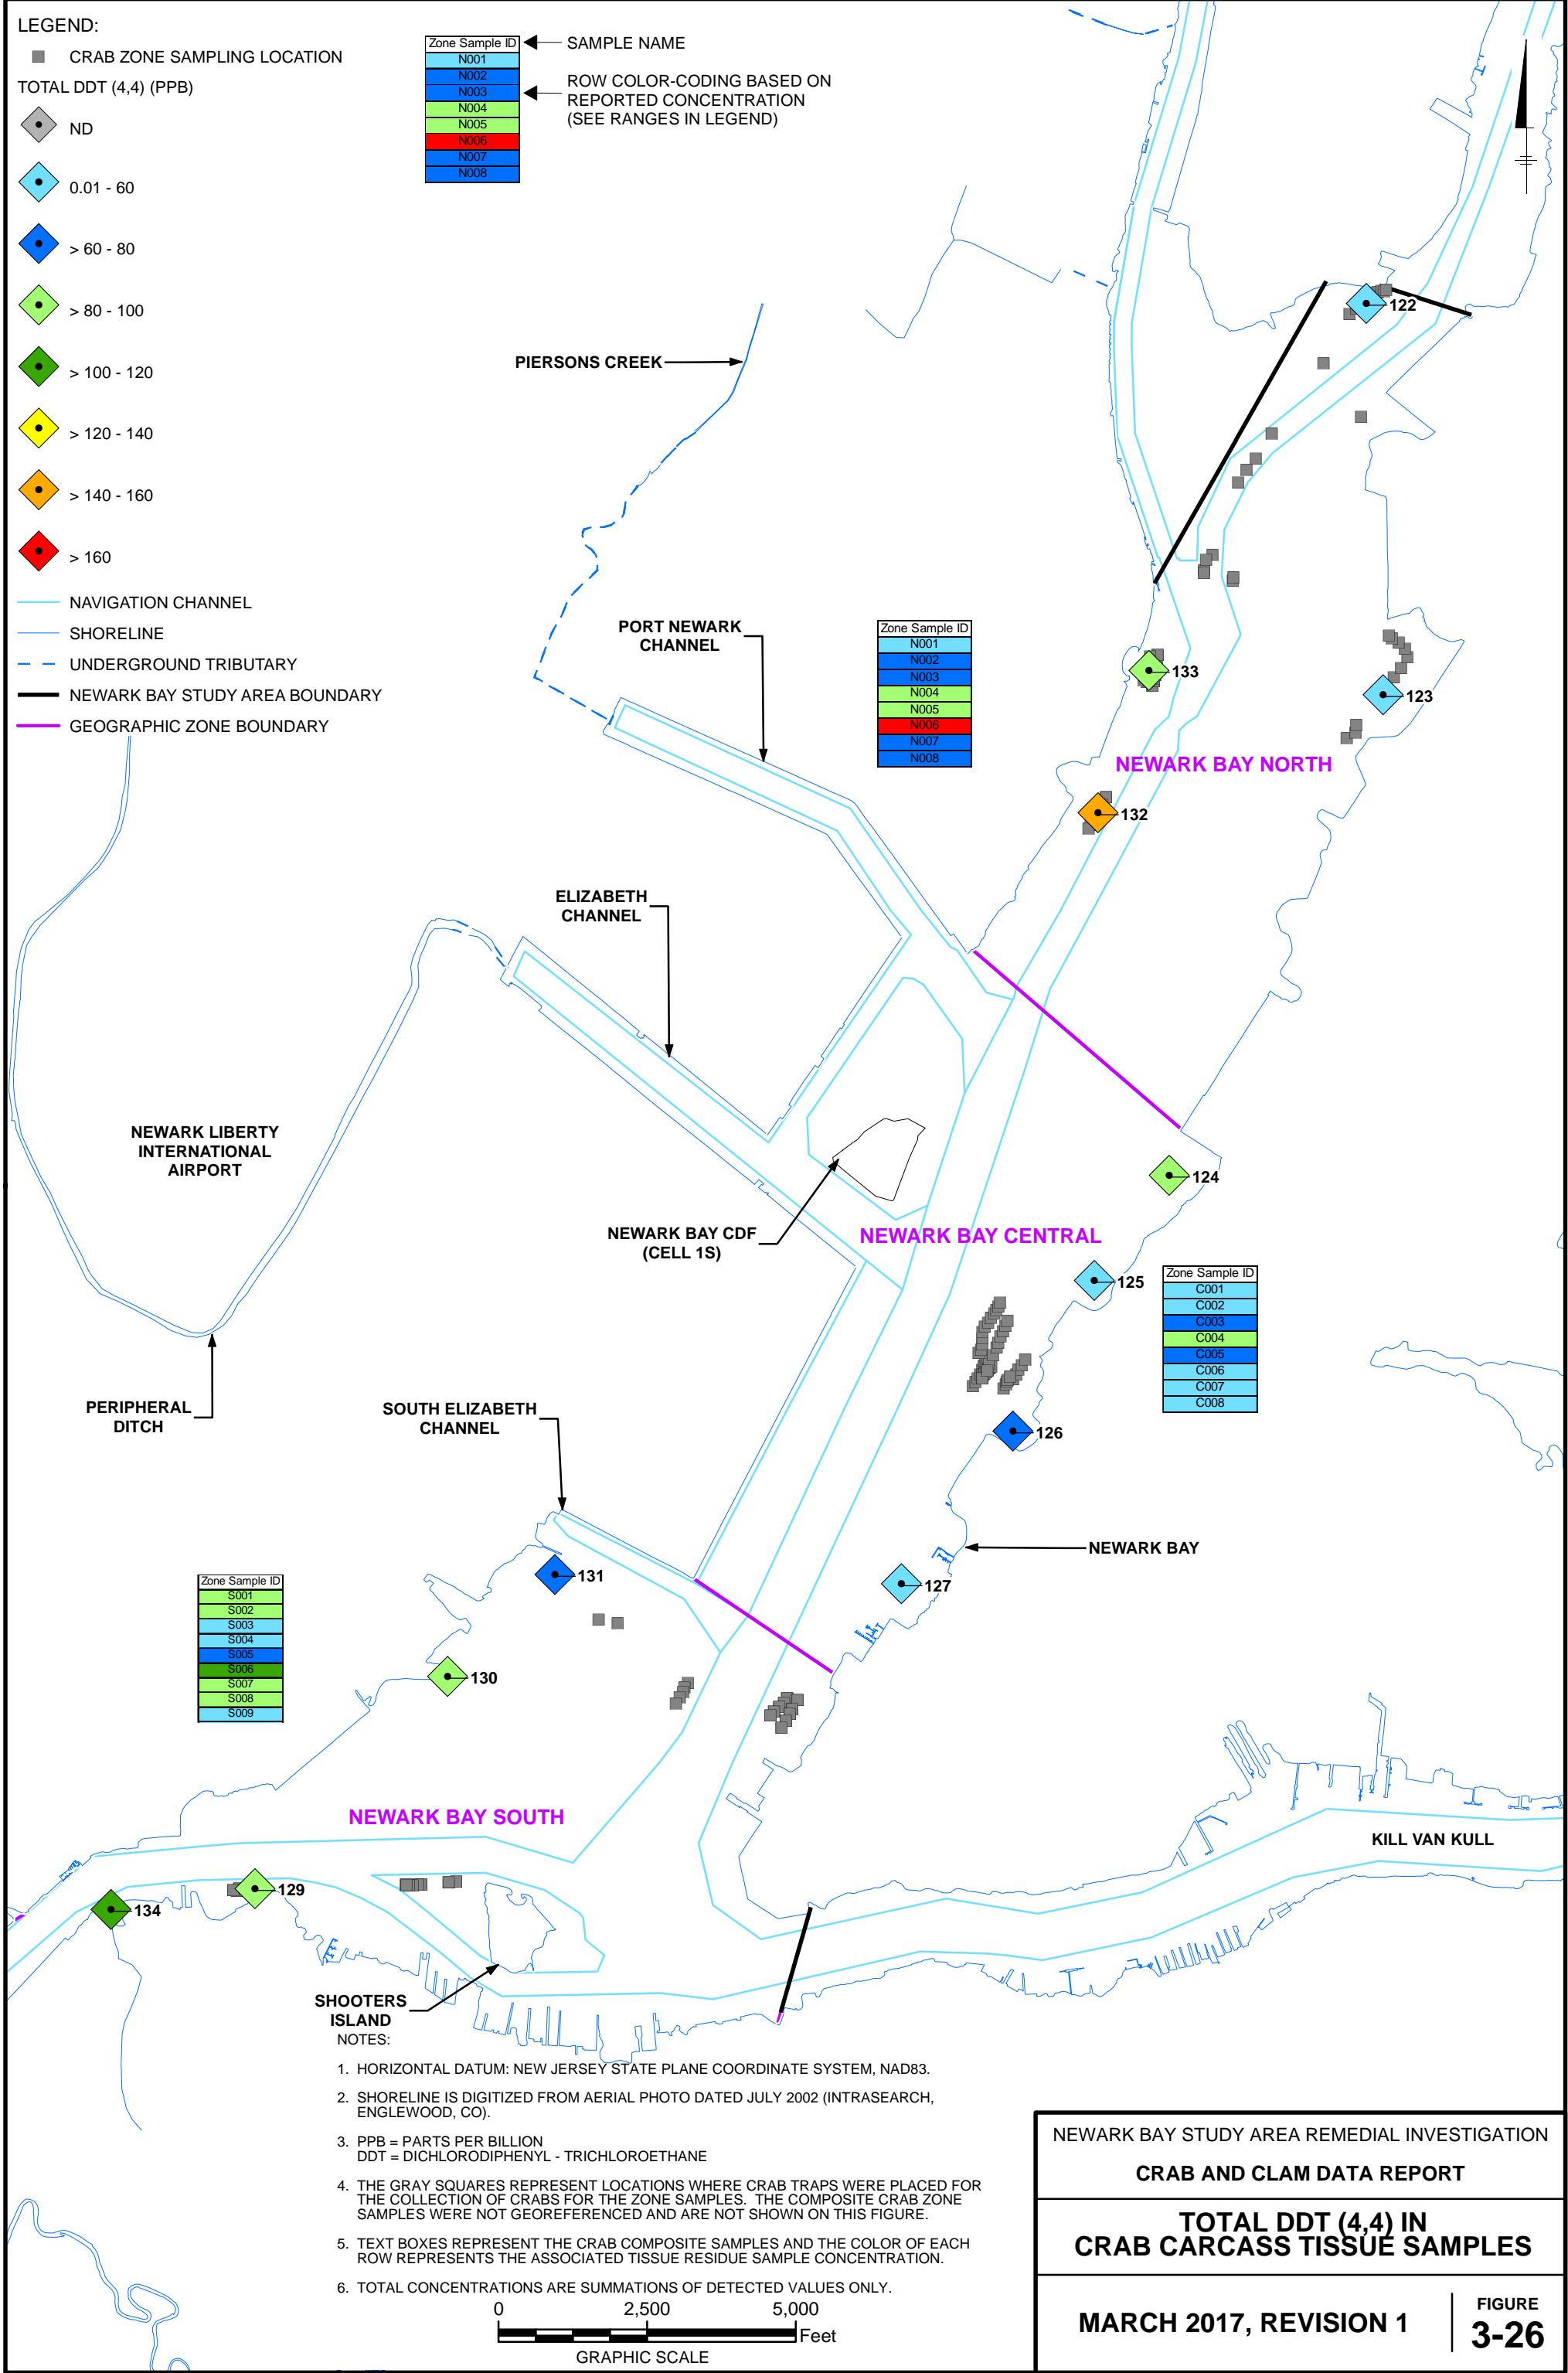 LEGEND:
CRAB ZONE SAMPLING LOCATION
TOTAL DDT (4,4) (PPB)
ND
0.01 - 60
> 60 - 80
> 80 - 100
> 100 - 120
> 120 - 140
> 140 - 160
> 160
NAVIGATION CHANNEL
SHORELINE
UNDERGROUND TRIBUTARY
NEWARK BAY STUDY AREA BOUNDARY
GEOGRAPHIC ZONE BOUNDARY
Zone Sample ID
N001
N002
N003
N004
N005
N006
N007
N008
SAMPLE NAME
ROW COLOR-CODING BASED ON
REPORTED CONCENTRATION
(SEE RANGES IN LEGEND)
122
PIERSONS CREEK
PORT NEWARK
CHANNEL
Zone Sample ID
N001
N002
N003
N004
N005
N006
N007
N008
133
123
NEWARK BAY NORTH
132
ELIZABETH
CHANNEL
NEWARK LIBERTY
INTERNATIONAL
AIRPORT
124
NEWARK BAY CDF
(CELL 1S)
NEWARK BAY CENTRAL
125
Zone Sample ID
C001
C002
C003
C004
C005
C006
C007
C008
PERIPHERAL
DITCH
SOUTH ELIZABETH
CHANNEL
126
NEWARK BAY
131
127
Zone Sample ID
S001
S002
S003
S004
S005
S006
S007
S008
S009
130
NEWARK BAY SOUTH
KILL VAN KULL
129
134
SHOOTERS
ISLAND
NOTES:
1. HORIZONTAL DATUM: NEW JERSEY STATE PLANE COORDINATE SYSTEM, NAD83.
2. SHORELINE IS DIGITIZED FROM AERIAL PHOTO DATED JULY 2002 (INTRASEARCH,
ENGLEWOOD, CO).
3. PPB = PARTS PER BILLION
DDT = DICHLORODIPHENYL - TRICHLOROETHANE
4. THE GRAY SQUARES REPRESENT LOCATIONS WHERE CRAB TRAPS WERE PLACED FOR
THE COLLECTION OF CRABS FOR THE ZONE SAMPLES. THE COMPOSITE CRAB ZONE
SAMPLES WERE NOT GEOREFERENCED AND ARE NOT SHOWN ON THIS FIGURE.
5. TEXT BOXES REPRESENT THE CRAB COMPOSITE SAMPLES AND THE COLOR OF EACH
ROW REPRESENTS THE ASSOCIATED TISSUE RESIDUE SAMPLE CONCENTRATION.
6. TOTAL CONCENTRATIONS ARE SUMMATIONS OF DETECTED VALUES ONLY.
0 2,500 5,000
Feet
GRAPHIC SCALE
NEWARK BAY STUDY AREA REMEDIAL INVESTIGATION
CRAB AND CLAM DATA REPORT
TOTAL DDT (4,4) IN
CRAB CARCASS TISSUE SAMPLES
MARCH 2017, REVISION 1
FIGURE
3-26